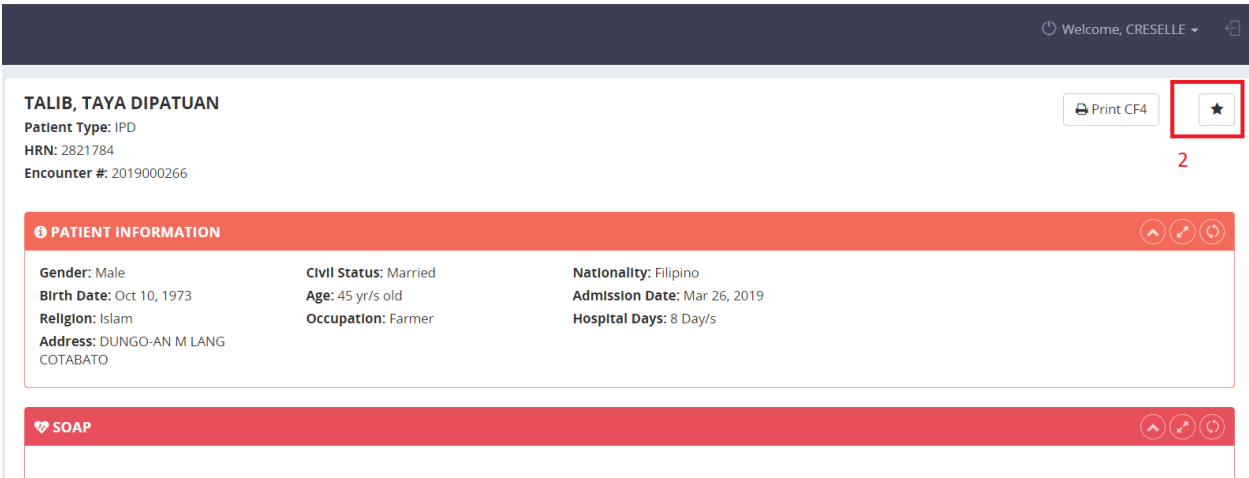 Welcome, CRESELLE
TALIB, TAYA DIPATUAN
Patient Type: IPD
HRN: 2821784
Encounter #: 2019000266
Print CF4
2
PATIENT INFORMATION
Gender: Male
Civil Status: Married
Nationality: Filipino
Birth Date: Oct 10, 1973
Age: 45 yr/s old
Admission Date: Mar 26, 2019
Religion: Islam
Occupation: Farmer
Hospital Days: 8 Day/s
Address: DUNGO-AN M LANG
COTABATO
SOAP